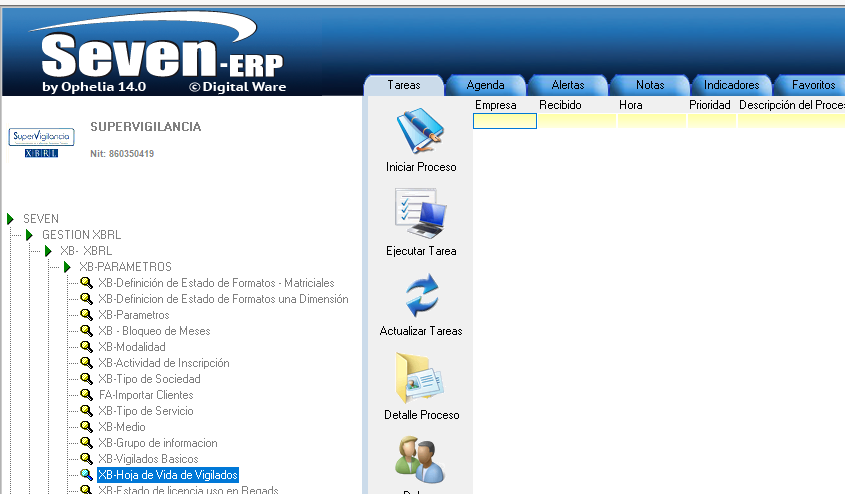 Seven-ERP
by Ophelia 14.0 © Digital Ware
Tareas Agenda Alertas Notas Indicadores Favoritos
SuperVigilancia
XBRL
SUPERVIGILANCIA
Nit: 860350419
SEVEN
GESTION XBRL
XB- XBRL
XB-PARAMETROS
XB-Definición de Estado de Formatos - Matriciales
XB-Definicion de Estado de Formatos una Dimensión
XB-Parametros
XB - Bloqueo de Meses
XB-Modalidad
XB-Actividad de Inscripción
XB-Tipo de Sociedad
FA-Importar Clientes
XB-Tipo de Servicio
XB-Medio
XB-Grupo de informacion
XB-Vigilados Basicos
XB-Hoja de Vida de Vigilados
XB-Estado de licencia uso en Regads
Iniciar Proceso
Ejecutar Tarea
Actualizar Tareas
Detalle Proceso
Empresa Recibido Hora Prioridad Descripción del Proce